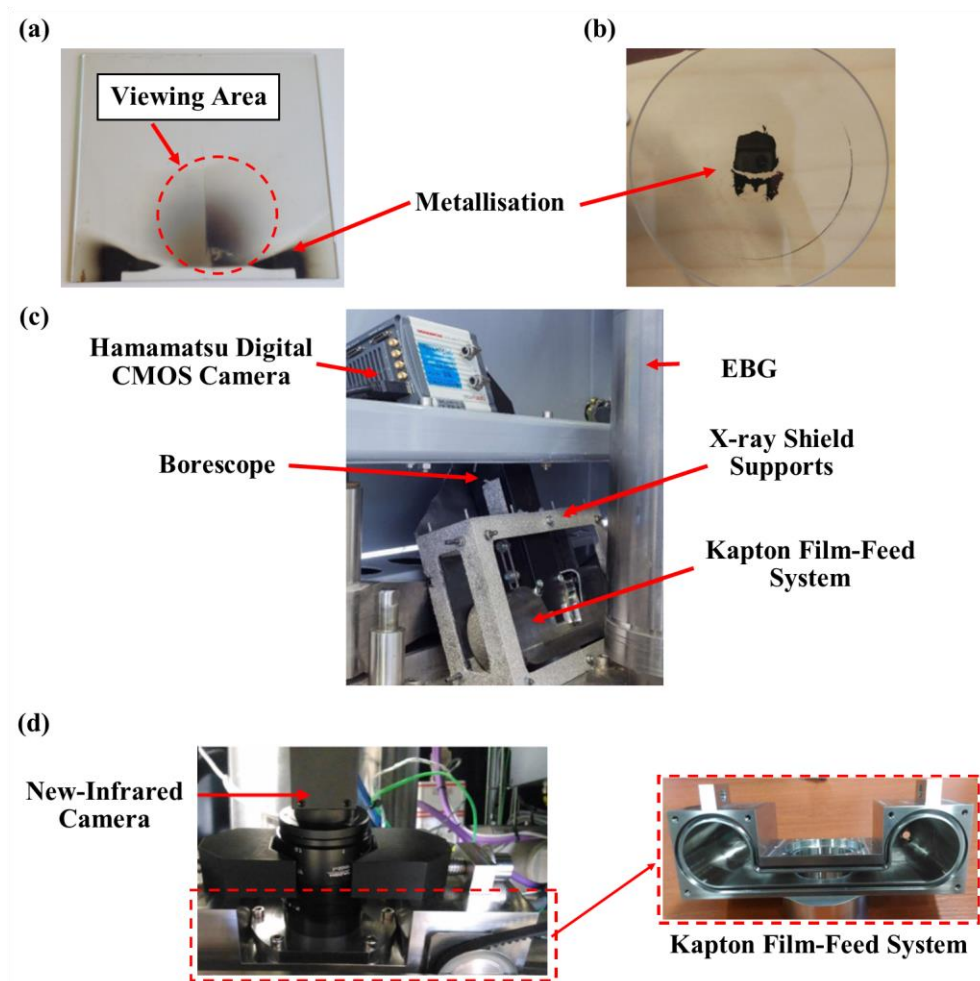 (a)
(b)
Viewing Area
Metallisation
(c)
Hamamatsu Digital
CMOS Camera
EBG
X-ray Shield
Supports
Borescope
Kapton Film-Feed
System
(d)
New-Infrared
Camera
Kapton Film-Feed System